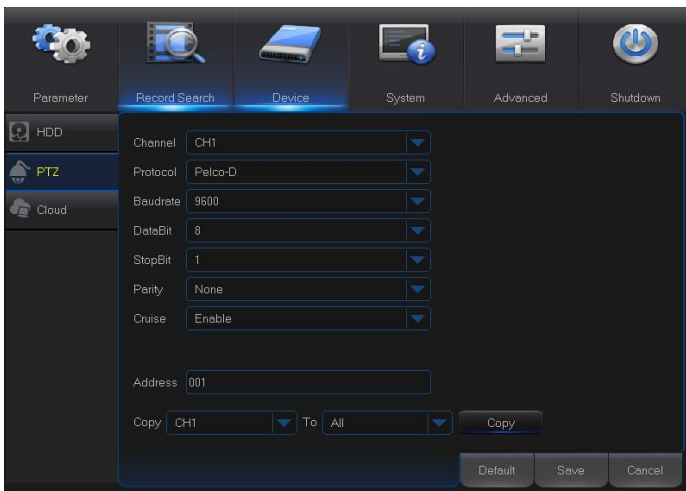 Parameter Record Search Device System Advanced Shutdown
HDD
PTZ
Cloud
Channel CH1
Protocol Pelco-D
Baudrate 9600
DataBit 8
StopBit 1
Parity None
Cruise Enable
Address 001
Copy CH1 To All Copy
Default Save Cancel